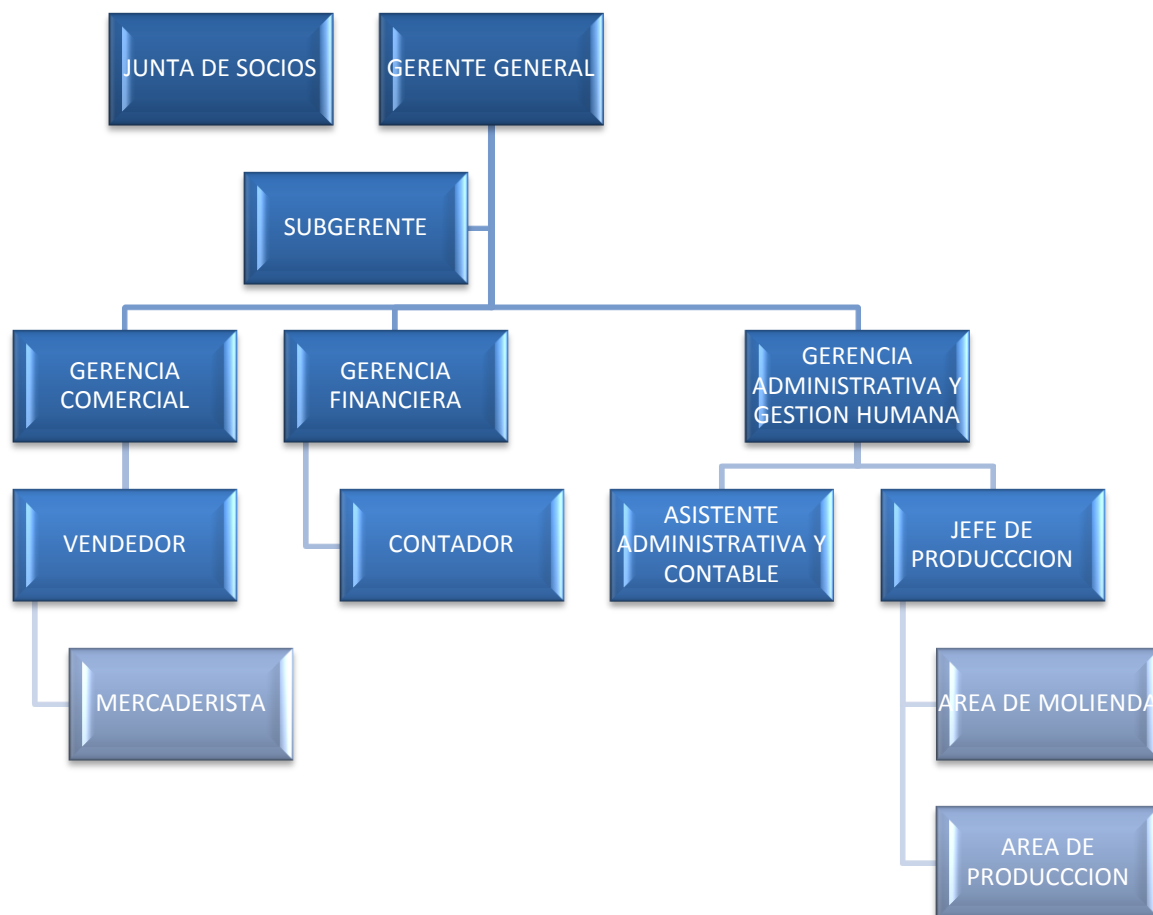 JUNTA DE SOCIOS
GERENTE GENERAL
SUBGERENTE
GERENCIA
COMERCIAL
GERENCIA
FINANCIERA
GERENCIA
ADMINISTRATIVA Y
GESTION HUMANA
VENDEDOR
CONTADOR
ASISTENTE
ADMINISTRATIVA Y
CONTABLE
JEFE DE
PRODUCCCION
MERCADERISTA
AREA DE MOLIENDA
AREA DE
PRODUCCCION